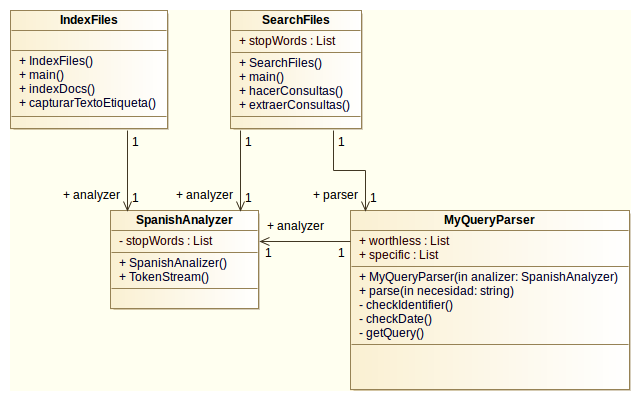 IndexFiles
+ IndexFiles()
+ main()
+ indexDocs()
+ capturarTextoEtiqueta()
SearchFiles
+ stopWords : List
+ SearchFiles()
+ main()
+ hacerConsultas()
+ extraerConsultas()
1
1
1
+ analyzer
1
+ analyzer
1
+ parser
1
SpanishAnalyzer
- stopWords : List
+ SpanishAnalizer()
+ TokenStream()
+ analyzer
1
1
MyQueryParser
+ worthless : List
+ specific : List
+ MyQueryParser(in analizer: SpanishAnalyzer)
+ parse(in necesidad: string)
- checkIdentifier()
- checkDate()
- getQuery()